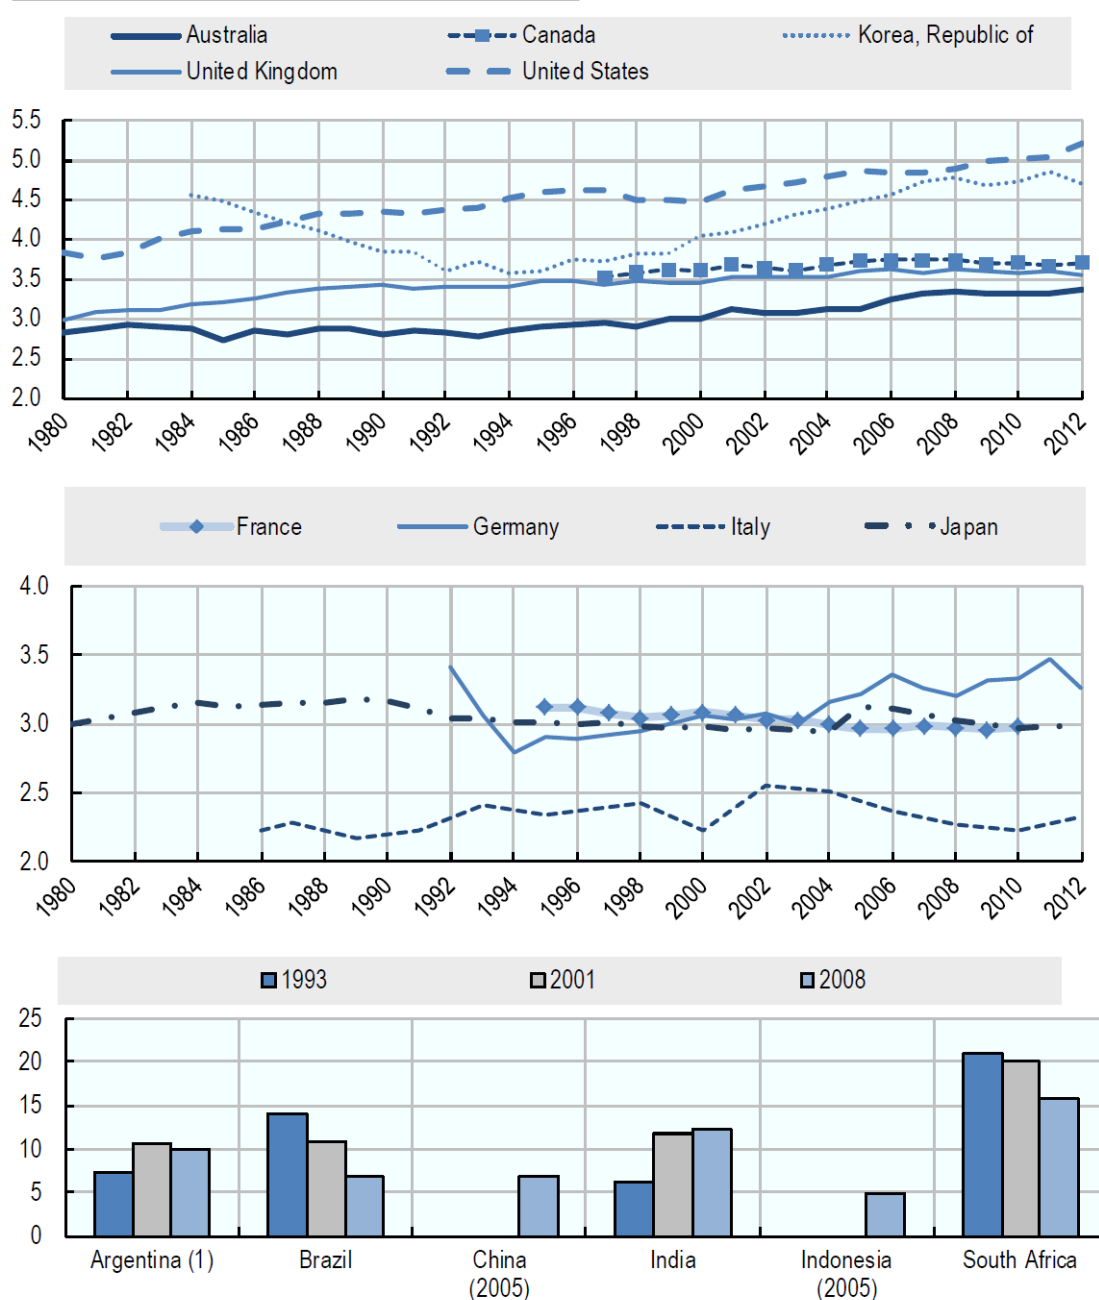 Australia Canada Korea, Republic of
United Kingdom United States
5.5
5.0
4.5
4.0
3.5
3.0
2.5
2.0
1980 1982 1984 1986 1988 1990 1992 1994 1996 1998 2000 2002 2004 2006 2008 2010 2012
France Germany Italy Japan
4.0
3.5
3.0
2.5
2.0
1980 1982 1984 1986 1988 1990 1992 1994 1996 1998 2000 2002 2004 2006 2008 2010 2012
1993 2001 2008
25
20
15
10
5
0
Argentina (1) Brazil China India Indonesia South Africa
(2005) (2005)